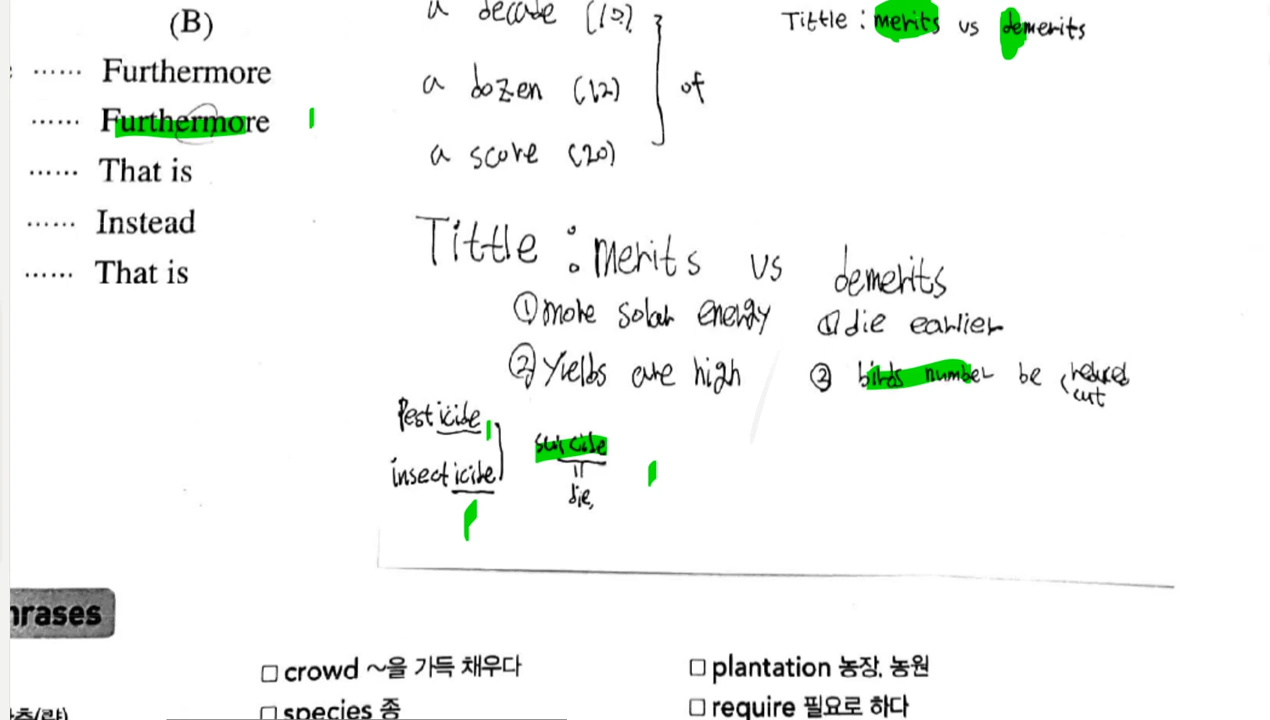 (B)
a decade (10)
Tittle : merits vs demerits
…… Furthermore
a dozen (12)
of
…… Furthermore
a score (20)
…… That is
…… Instead
…… That is
Tittle : merits vs demerits
① more solar energy ① die earlier
② Yields are high ② birds number be reduced
cut
Pesticide
suicide
insecticide
die,
hrases
□ crowd ~을 가득 채우다 □ plantation 농장, 농원
□ species 종 □ require 필요로 하다